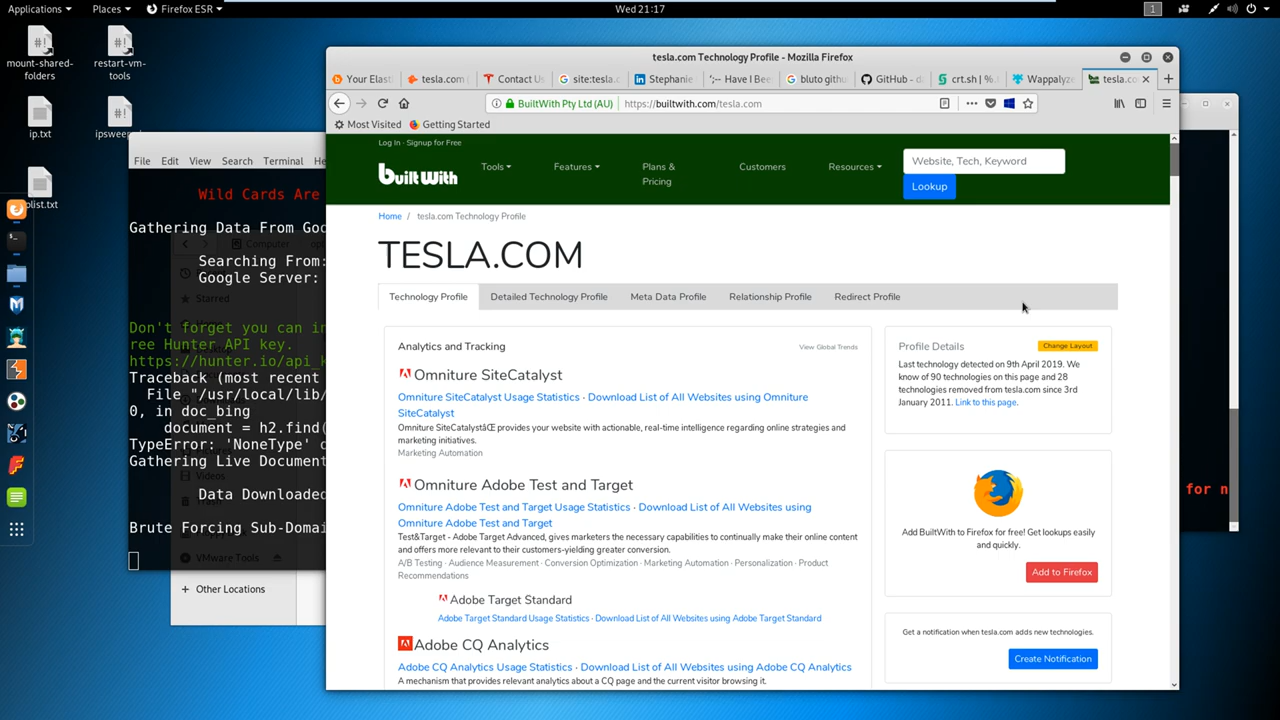 Applications
Places
Firefox ESR
Wed 21:17
1
mount-shared-
folders
restart-vm-
tools
ip.txt
ipsweep
plist.txt
tesla.com Technology Profile - Mozilla Firefox
Your Elast
tesla.com (
Contact Us
site:tesla.c
Stephanie
Have I Bee
bluto githu
GitHub - d
crt.sh | %.t
Wappalyze
tesla.co
BuiltWith Pty Ltd (AU)
https://builtwith.com/tesla.com
Most Visited
Getting Started
File Edit View Search Terminal He
Wild Cards Are
Gathering Data From Goo
Searching From:
Google Server:
Don't forget you can in
ree Hunter API key.
https://hunter.io/api_k
Traceback (most recent
File "/usr/local/lib/
0, in doc_bing
document = h2.find(
TypeError: 'NoneType' o
Gathering Live Document
Data Downloaded
Brute Forcing Sub-Domai
Computer
Starred
Videos
VMware Tools
Other Locations
for n
Log In · Signup for Free
builtwith
Tools
Features
Plans &
Pricing
Customers
Resources
Website, Tech, Keyword
Lookup
Home / tesla.com Technology Profile
TESLA.COM
Technology Profile
Detailed Technology Profile
Meta Data Profile
Relationship Profile
Redirect Profile
Analytics and Tracking
View Global Trends
Omniture SiteCatalyst
Omniture SiteCatalyst Usage Statistics · Download List of All Websites using Omniture
SiteCatalyst
Omniture SiteCatalystâŒ provides your website with actionable, real-time intelligence regarding online strategies and
marketing initiatives.
Marketing Automation
Omniture Adobe Test and Target
Omniture Adobe Test and Target Usage Statistics · Download List of All Websites using
Omniture Adobe Test and Target
Test&Target - Adobe Target Advanced, gives marketers the necessary capabilities to continually make their online content
and offers more relevant to their customers-yielding greater conversion.
A/B Testing · Audience Measurement · Conversion Optimization · Marketing Automation · Personalization · Product
Recommendations
Adobe Target Standard
Adobe Target Standard Usage Statistics · Download List of All Websites using Adobe Target Standard
Adobe CQ Analytics
Adobe CQ Analytics Usage Statistics · Download List of All Websites using Adobe CQ Analytics
A mechanism that provides relevant analytics about a CQ page and the current visitor browsing it.
Profile Details
Change Layout
Last technology detected on 9th April 2019. We
know of 90 technologies on this page and 28
technologies removed from tesla.com since 3rd
January 2011. Link to this page.
Add BuiltWith to Firefox for free! Get lookups easily
and quickly.
Add to Firefox
Get a notification when tesla.com adds new technologies.
Create Notification